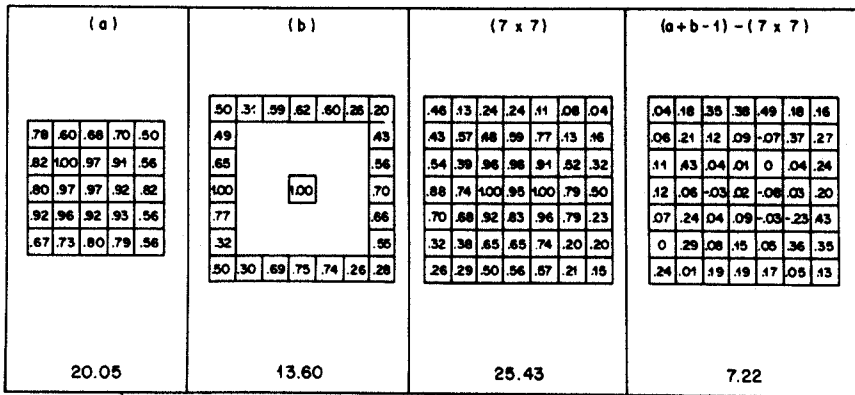 (a) (b) (7 x 7) (a+b-1) - (7 x 7)
.50 .31 .59 .62 .60 .26 .20 .46 .13 .24 .24 .11 .08 .04 .04 .18 .35 .38 .49 .18 .16
.78 .60 .68 .70 .50 .49 .43 .43 .57 .48 .59 .77 .13 .16 .06 .21 .12 .09 -.07 .37 .27
.82 1.00 .97 .91 .56 .65 .56 .54 .39 .96 .96 .91 .52 .32 .11 .43 .04 .01 0 .04 .24
.80 .97 .97 .92 .82 1.00 1.00 .70 .88 .74 1.00 .95 1.00 .79 .50 .12 .06 -.03 .02 -.08 .03 .20
.92 .96 .92 .93 .56 .77 .66 .70 .68 .92 .83 .96 .79 .23 .07 .24 .04 .09 -.03 -.23 .43
.67 .73 .80 .79 .56 .32 .55 .32 .38 .65 .65 .74 .20 .20 0 .29 .08 .15 .05 .36 .35
.50 .30 .69 .75 .74 .26 .28 .26 .29 .50 .56 .57 .21 .15 .24 .01 .19 .19 .17 .05 .13
20.05 13.60 25.43 7.22